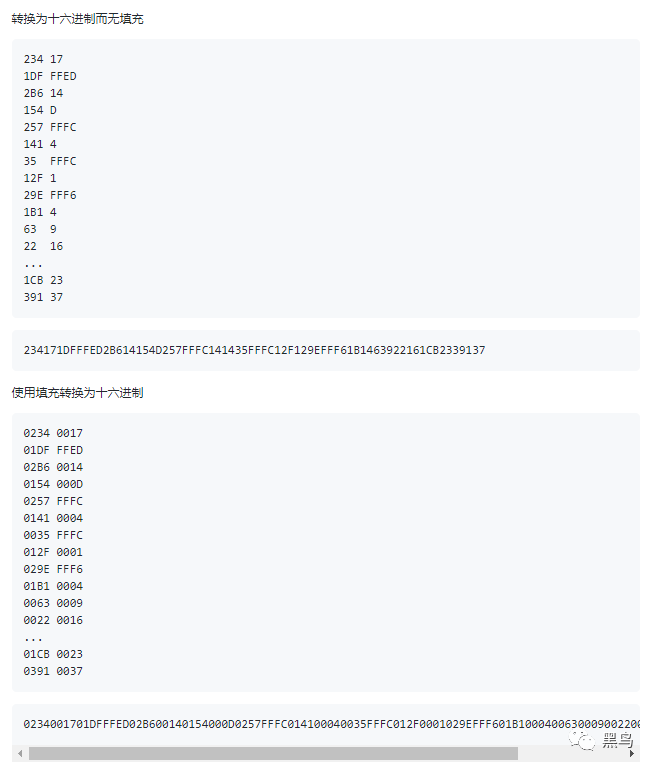 转换为十六进制而无填充
234 17
1DF FFED
2B6 14
154 D
257 FFFC
141 4
35  FFFC
12F 1
29E FFF6
1B1 4
63  9
22  16
...
1CB 23
391 37
234171DFFFED2B614154D257FFFC141435FFFC12F129EFFF61B1463922161CB2339137
使用填充转换为十六进制
0234 0017
01DF FFED
02B6 0014
0154 000D
0257 FFFC
0141 0004
0035 FFFC
012F 0001
029E FFF6
01B1 0004
0063 0009
0022 0016
...
01CB 0023
0391 0037
0234001701DFFFED02B600140154000D0257FFFC014100040035FFFC012F0001029EFFF601B1000400630009002200
黑鸟